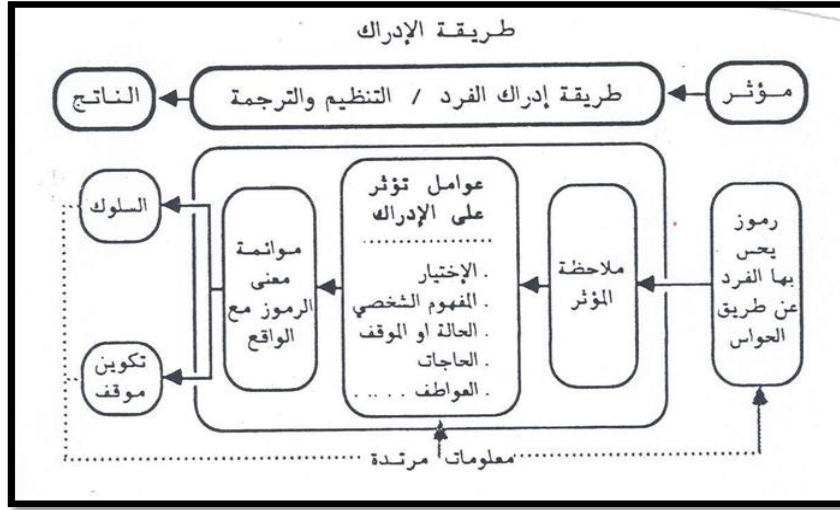 طريقة الإدراك
مؤثر
طريقة إدراك الفرد / التنظيم والترجمة
الناتج
رموز
يحس
بها الفرد
عن طريق
الحواس
ملاحظة
المؤثر
عوامل تؤثر
على الإدراك
..................
. الإختيار
. المفهوم الشخصي
. الحالة او الموقف
. الحاجات
. العواطف . . . . .
موائمة
معنى
الرموز مع
الواقع
السلوك
تكوين
موقف
معلومات مرتدة